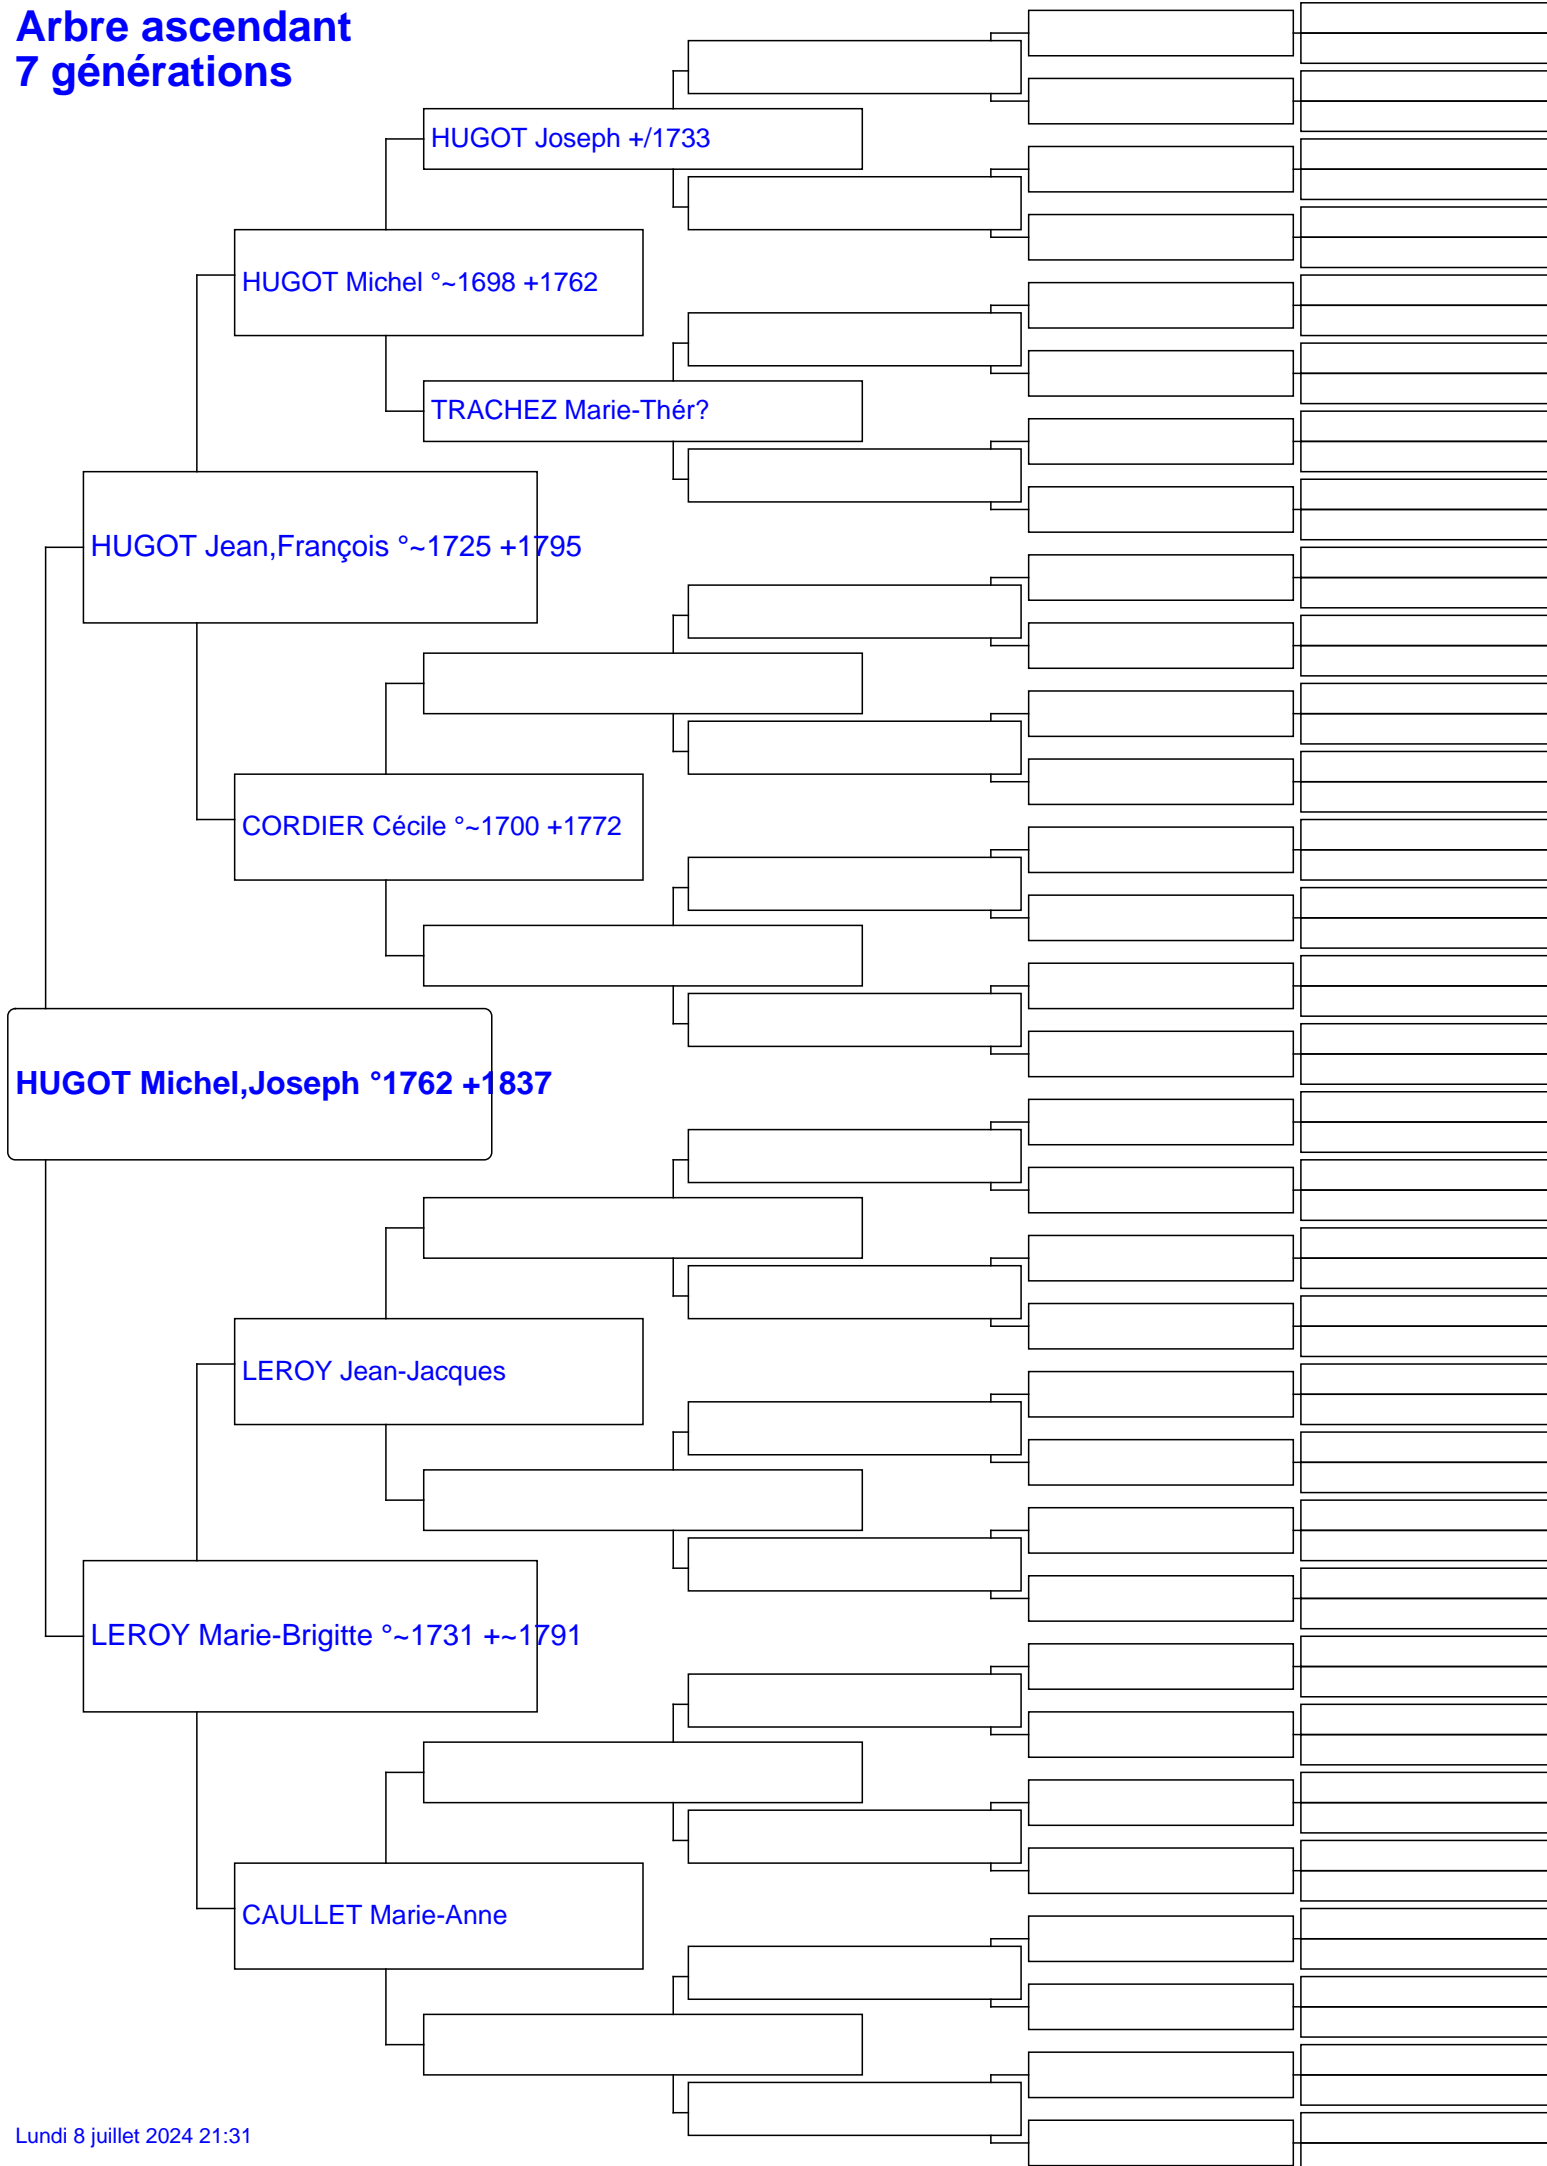 Arbre ascendant
7 générations
HUGOT Joseph +/1733
HUGOT Michel °~1698 +1762
TRACHEZ Marie-Thér?
HUGOT Jean,François °~1725 +1795
CORDIER Cécile °~1700 +1772
HUGOT Michel,Joseph °1762 +1837
LEROY Jean-Jacques
LEROY Marie-Brigitte °~1731 +~1791
CAULLET Marie-Anne
Lundi 8 juillet 2024 21:31